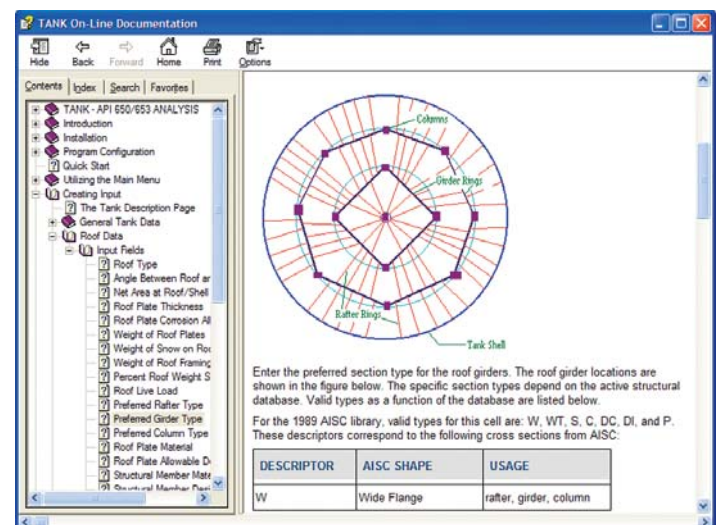 TANK On-Line Documentation
Hide Back Forward Home Print Options
Contents Index Search Favorites
TANK - API 650/653 ANALYSIS
Introduction
Installation
Program Configuration
Quick Start
Utilizing the Main Menu
Creating Input
The Tank Description Page
General Tank Data
Roof Data
Input Fields
Roof Type
Angle Between Roof ar
Net Area at Roof/Shell
Roof Plate Thickness
Roof Plate Corrosion All
Weight of Roof Plates
Weight of Snow on Roo
Weight of Roof Framing
Percent Roof Weight S
Roof Live Load
Preferred Rafter Type
Preferred Girder Type
Preferred Column Type
Roof Plate Material
Roof Plate Allowable De
Structural Member Mate
Structural Member Desi
Columns
Girder Rings
Rafter Rings
Tank Shell
Enter the preferred section type for the roof girders. The roof girder locations are
shown in the figure below. The specific section types depend on the active structural
database. Valid types as a function of the database are listed below.
For the 1989 AISC library, valid types for this cell are: W, WT, S, C, DC, DI, and P.
These descriptors correspond to the following cross sections from AISC:
DESCRIPTOR AISC SHAPE USAGE
W Wide Flange rafter, girder, column